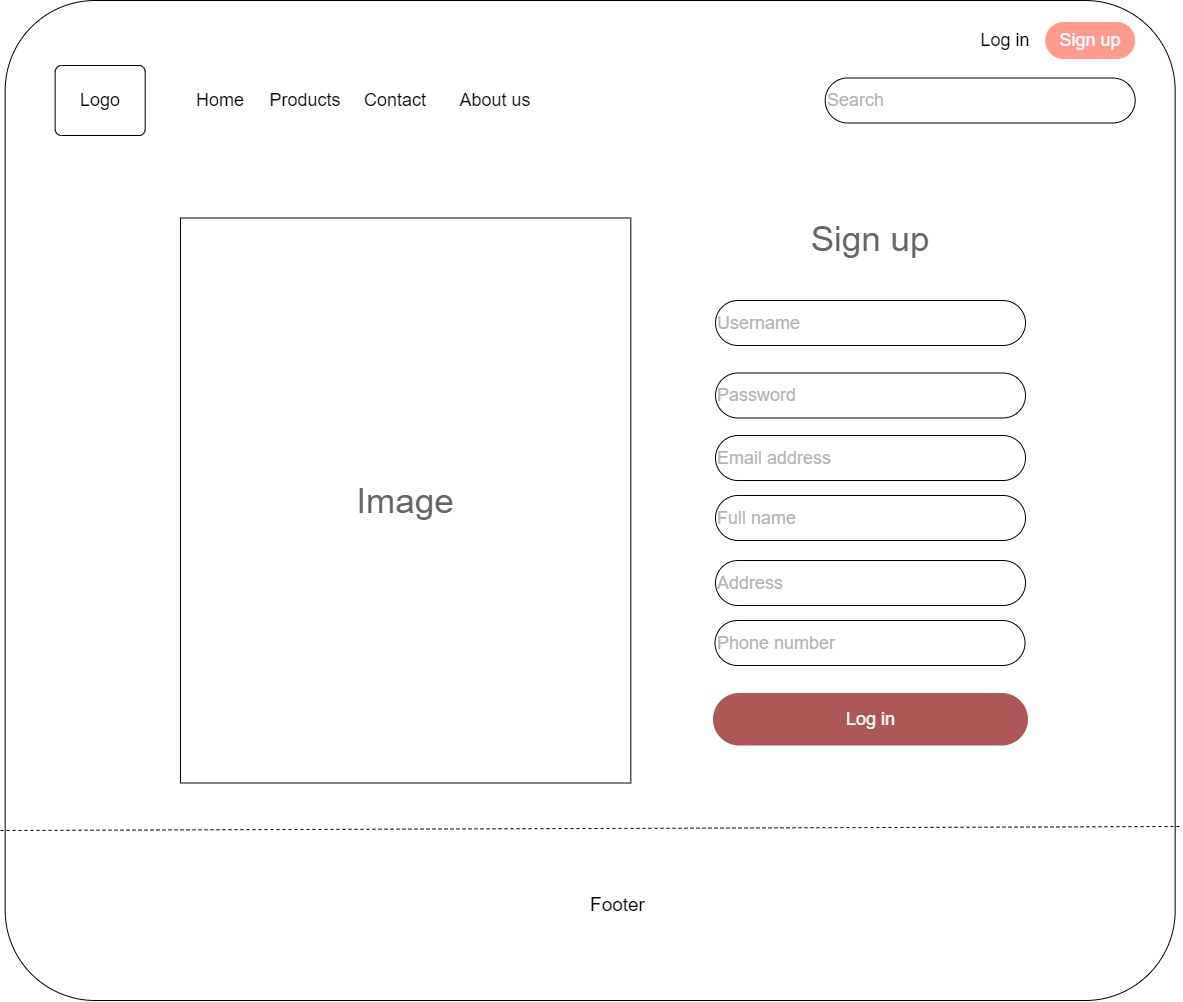 Log in
Sign up
Logo
Home
Products
Contact
About us
Search
Sign up
Username
Password
Email address
Full name
Address
Phone number
Log in
Image
Footer